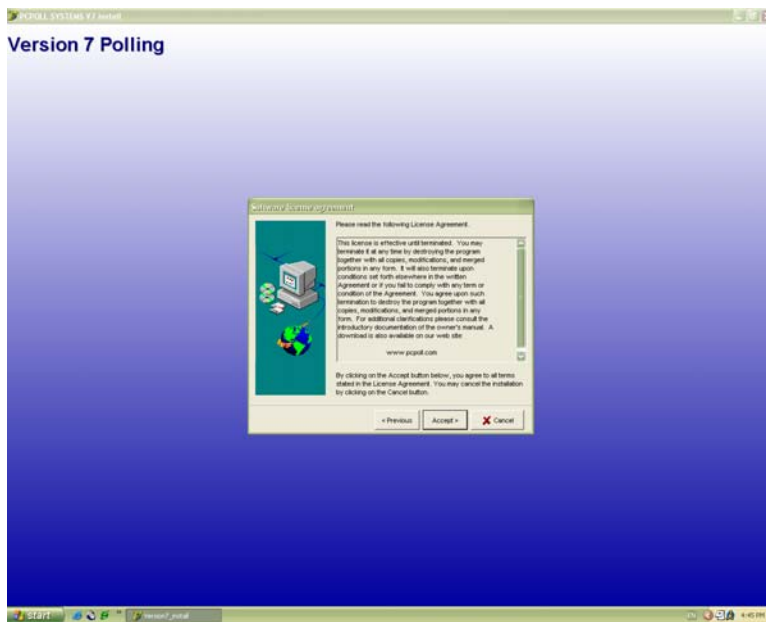 PCPOLL SYSTEMS V7 Install
Version 7 Polling
Software license agreement
Please read the following License Agreement.
This license is effective until terminated. You may
terminate it at any time by destroying the program
together with all copies, modifications, and merged
portions in any form. It will also terminate upon
conditions set forth elsewhere in the written
Agreement or if you fail to comply with any term or
condition of the Agreement. You agree upon such
termination to destroy the program together with all
copies, modifications, and merged portions in any
form. For additional clarifications please consult the
introductory documentation of the owner's manual. A
download is also available on our web site:
www.pcpoll.com
By clicking on the Accept button below, you agree to all terms
stated in the License Agreement. You may cancel the installation
by clicking on the Cancel button.
< Previous
Accept >
Cancel
start
Version7_install
EN
4:45 PM